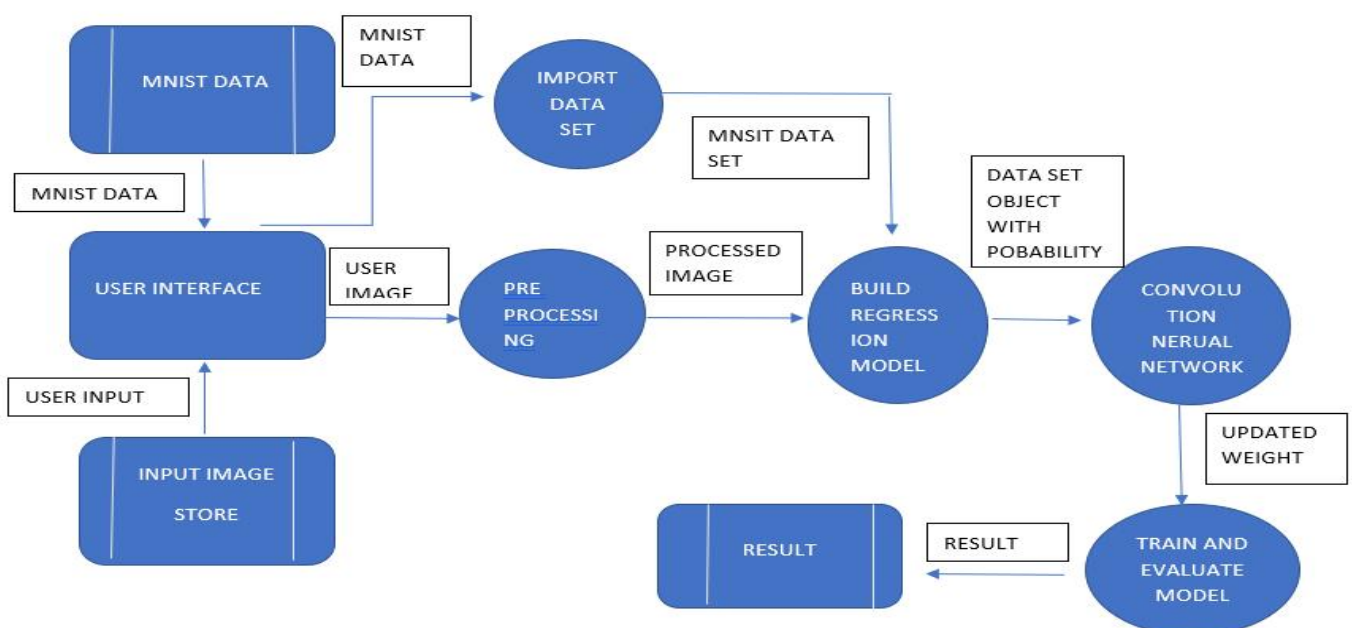 MNIST DATA
MNIST
DATA
IMPORT
DATA
SET
MNSIT DATA
SET
MNIST DATA
DATA SET
OBJECT
WITH
POBABILITY
USER INTERFACE
USER
IMAGE
PRE
PROCESSI
NG
PROCESSED
IMAGE
BUILD
REGRESS
ION
MODEL
CONVOLU
TION
NERUAL
NETWORK
USER INPUT
UPDATED
WEIGHT
INPUT IMAGE
STORE
RESULT
RESULT
TRAIN AND
EVALUATE
MODEL